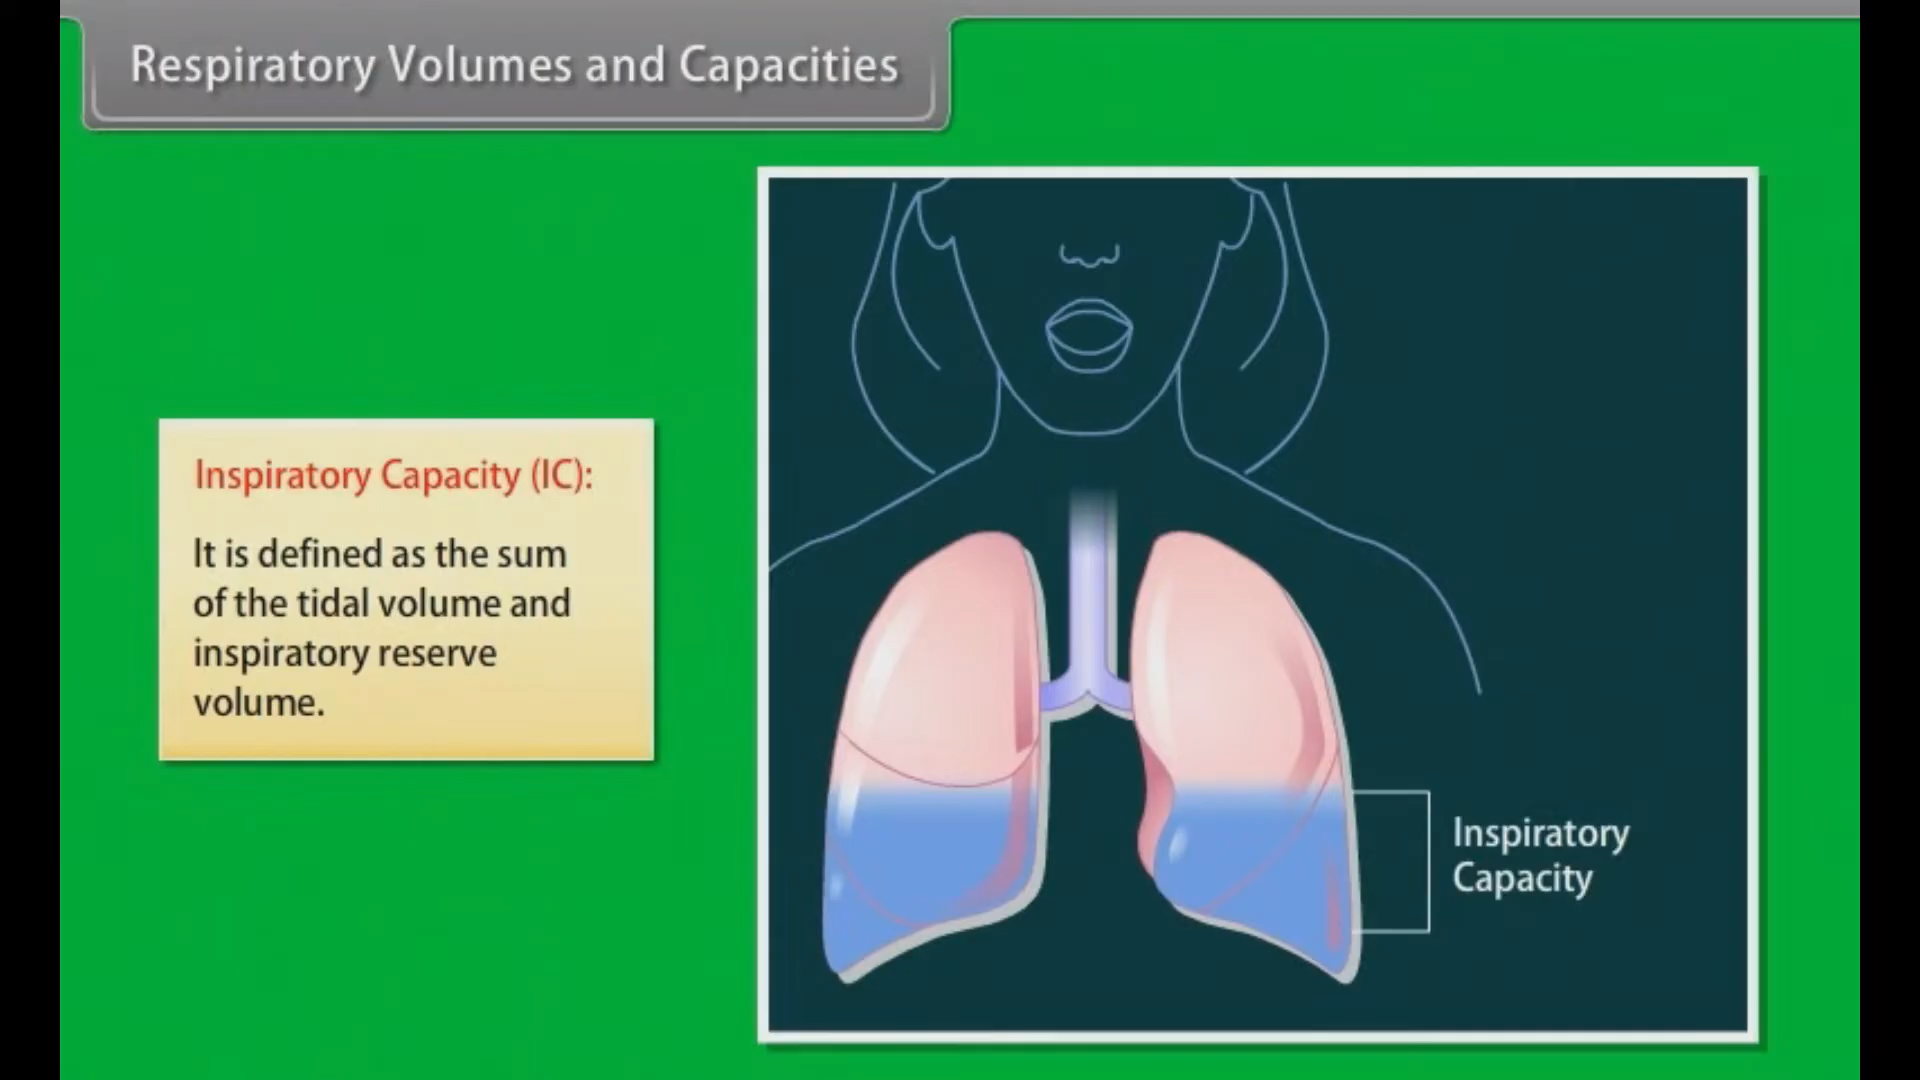 Respiratory Volumes and Capacities
Inspiratory Capacity (IC):
It is defined as the sum
of the tidal volume and
inspiratory reserve
volume.
Inspiratory
Capacity